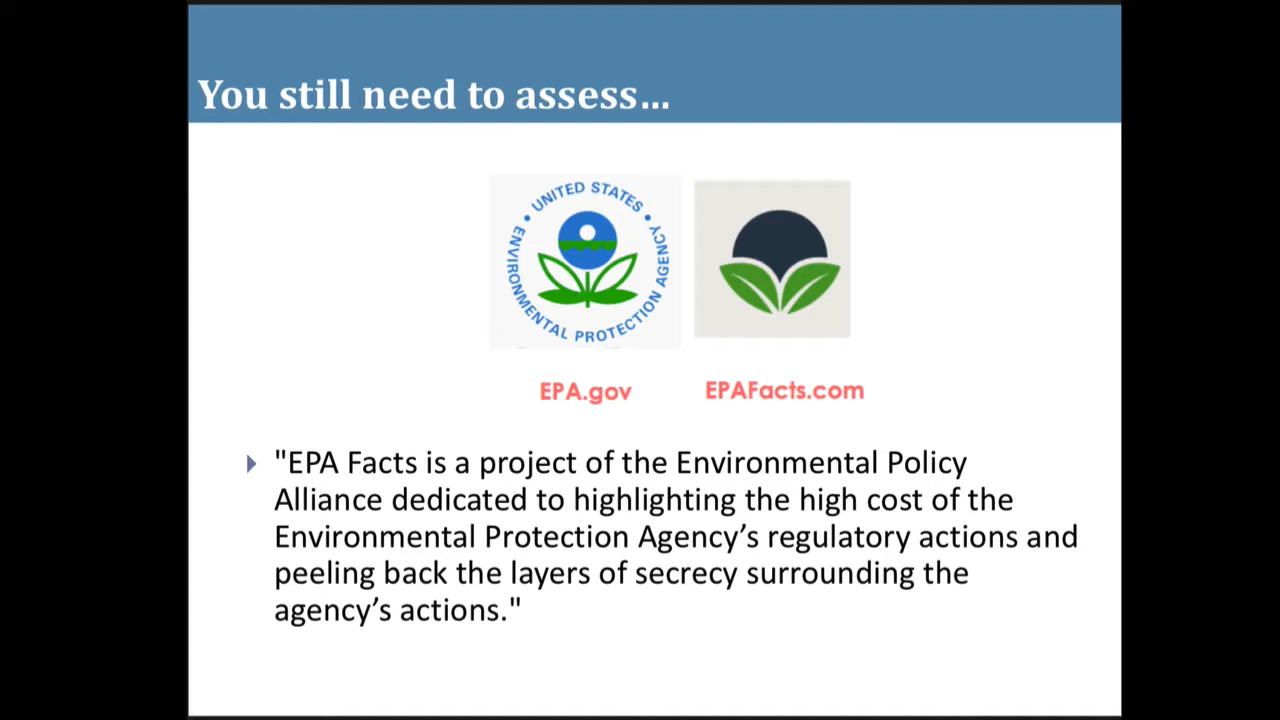 You still need to assess...
• UNITED STATES •
ENVIRONMENTAL PROTECTION AGENCY
EPA.gov
EPAFacts.com
"EPA Facts is a project of the Environmental Policy
Alliance dedicated to highlighting the high cost of the
Environmental Protection Agency’s regulatory actions and
peeling back the layers of secrecy surrounding the
agency’s actions."